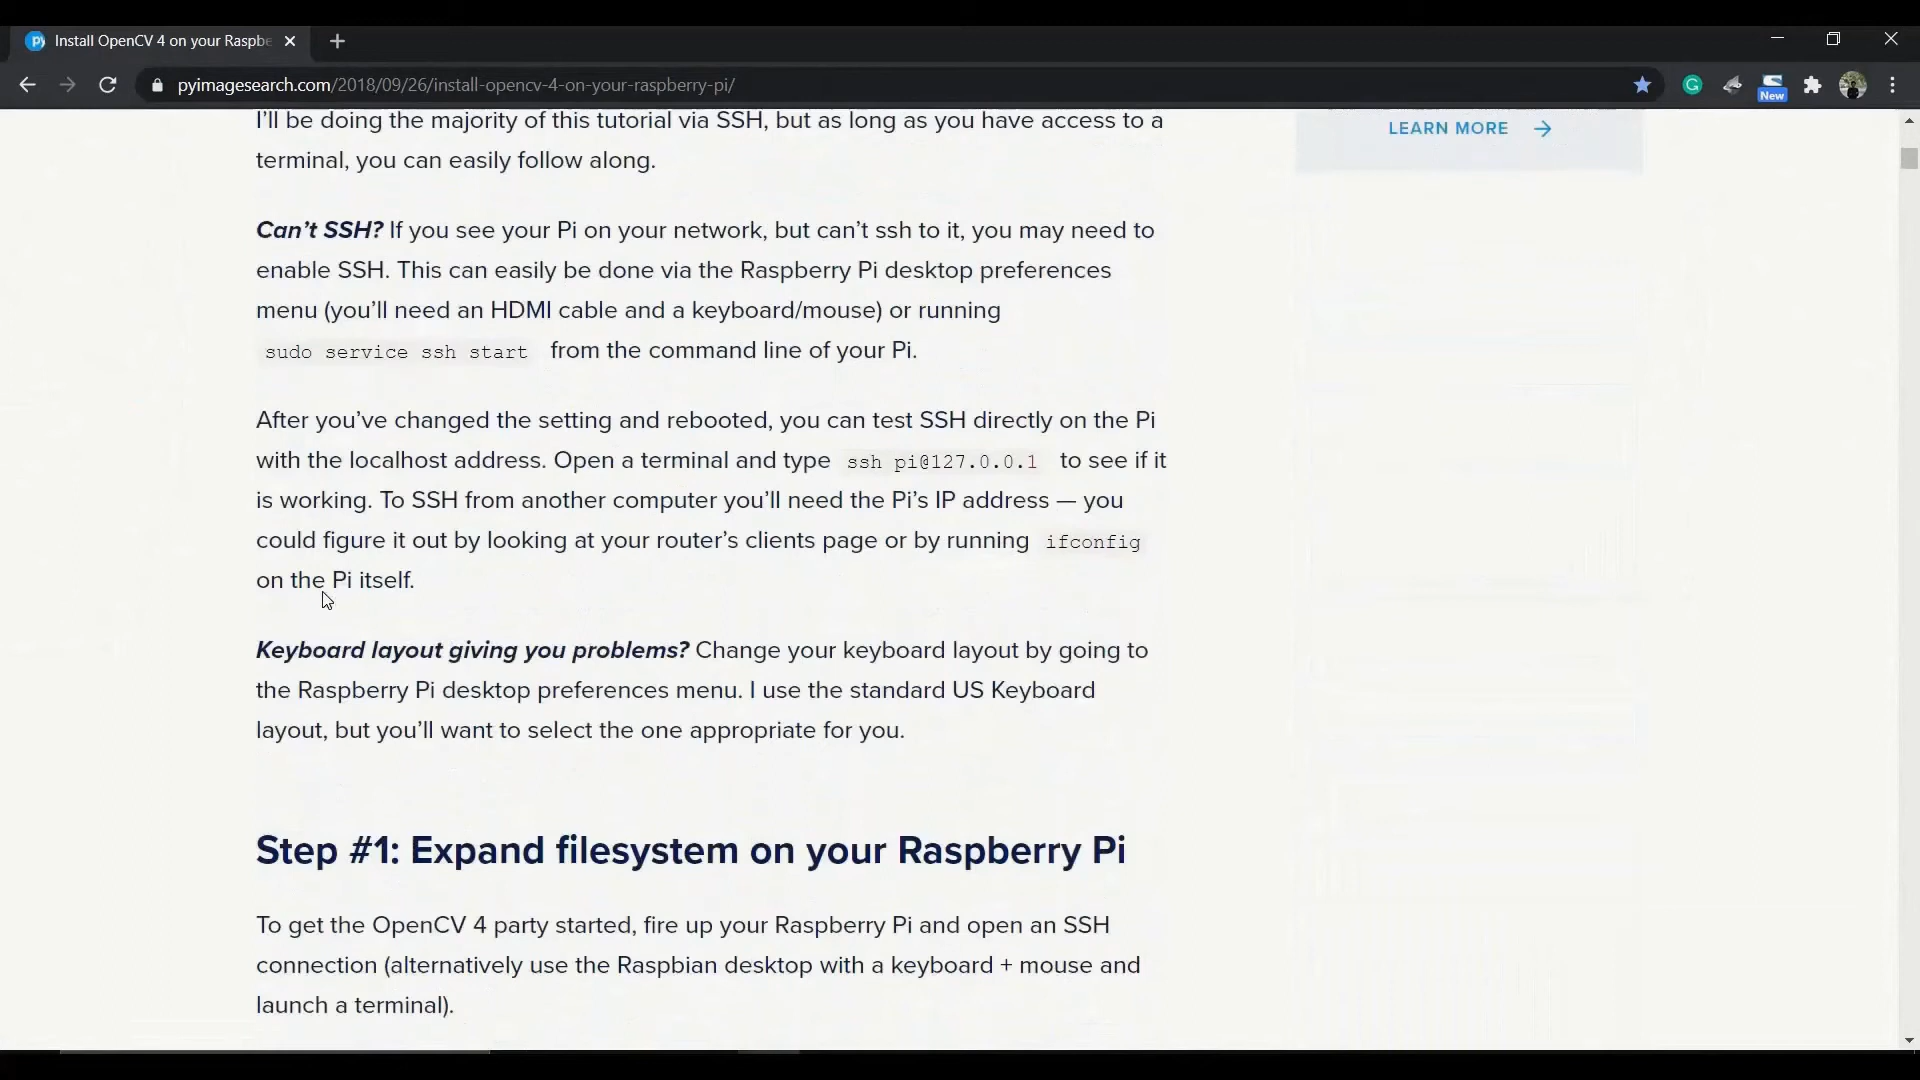 Install OpenCV 4 on your Raspbe
pyimagesearch.com/2018/09/26/install-opencv-4-on-your-raspberry-pi/
New
I'll be doing the majority of this tutorial via SSH, but as long as you have access to a
terminal, you can easily follow along.
LEARN MORE →
Can't SSH? If you see your Pi on your network, but can't ssh to it, you may need to
enable SSH. This can easily be done via the Raspberry Pi desktop preferences
menu (you'll need an HDMI cable and a keyboard/mouse) or running
sudo service ssh start from the command line of your Pi.
After you've changed the setting and rebooted, you can test SSH directly on the Pi
with the localhost address. Open a terminal and type ssh pi@127.0.0.1 to see if it
is working. To SSH from another computer you'll need the Pi's IP address — you
could figure it out by looking at your router's clients page or by running ifconfig
on the Pi itself.
Keyboard layout giving you problems? Change your keyboard layout by going to
the Raspberry Pi desktop preferences menu. I use the standard US Keyboard
layout, but you'll want to select the one appropriate for you.
Step #1: Expand filesystem on your Raspberry Pi
To get the OpenCV 4 party started, fire up your Raspberry Pi and open an SSH
connection (alternatively use the Raspbian desktop with a keyboard + mouse and
launch a terminal).